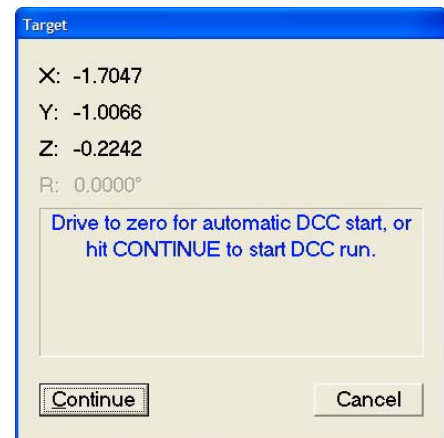 Target
X: -1.7047
Y: -1.0066
Z: -0.2242
R: 0.0000°
Drive to zero for automatic DCC start, or
hit CONTINUE to start DCC run.
Continue
Cancel